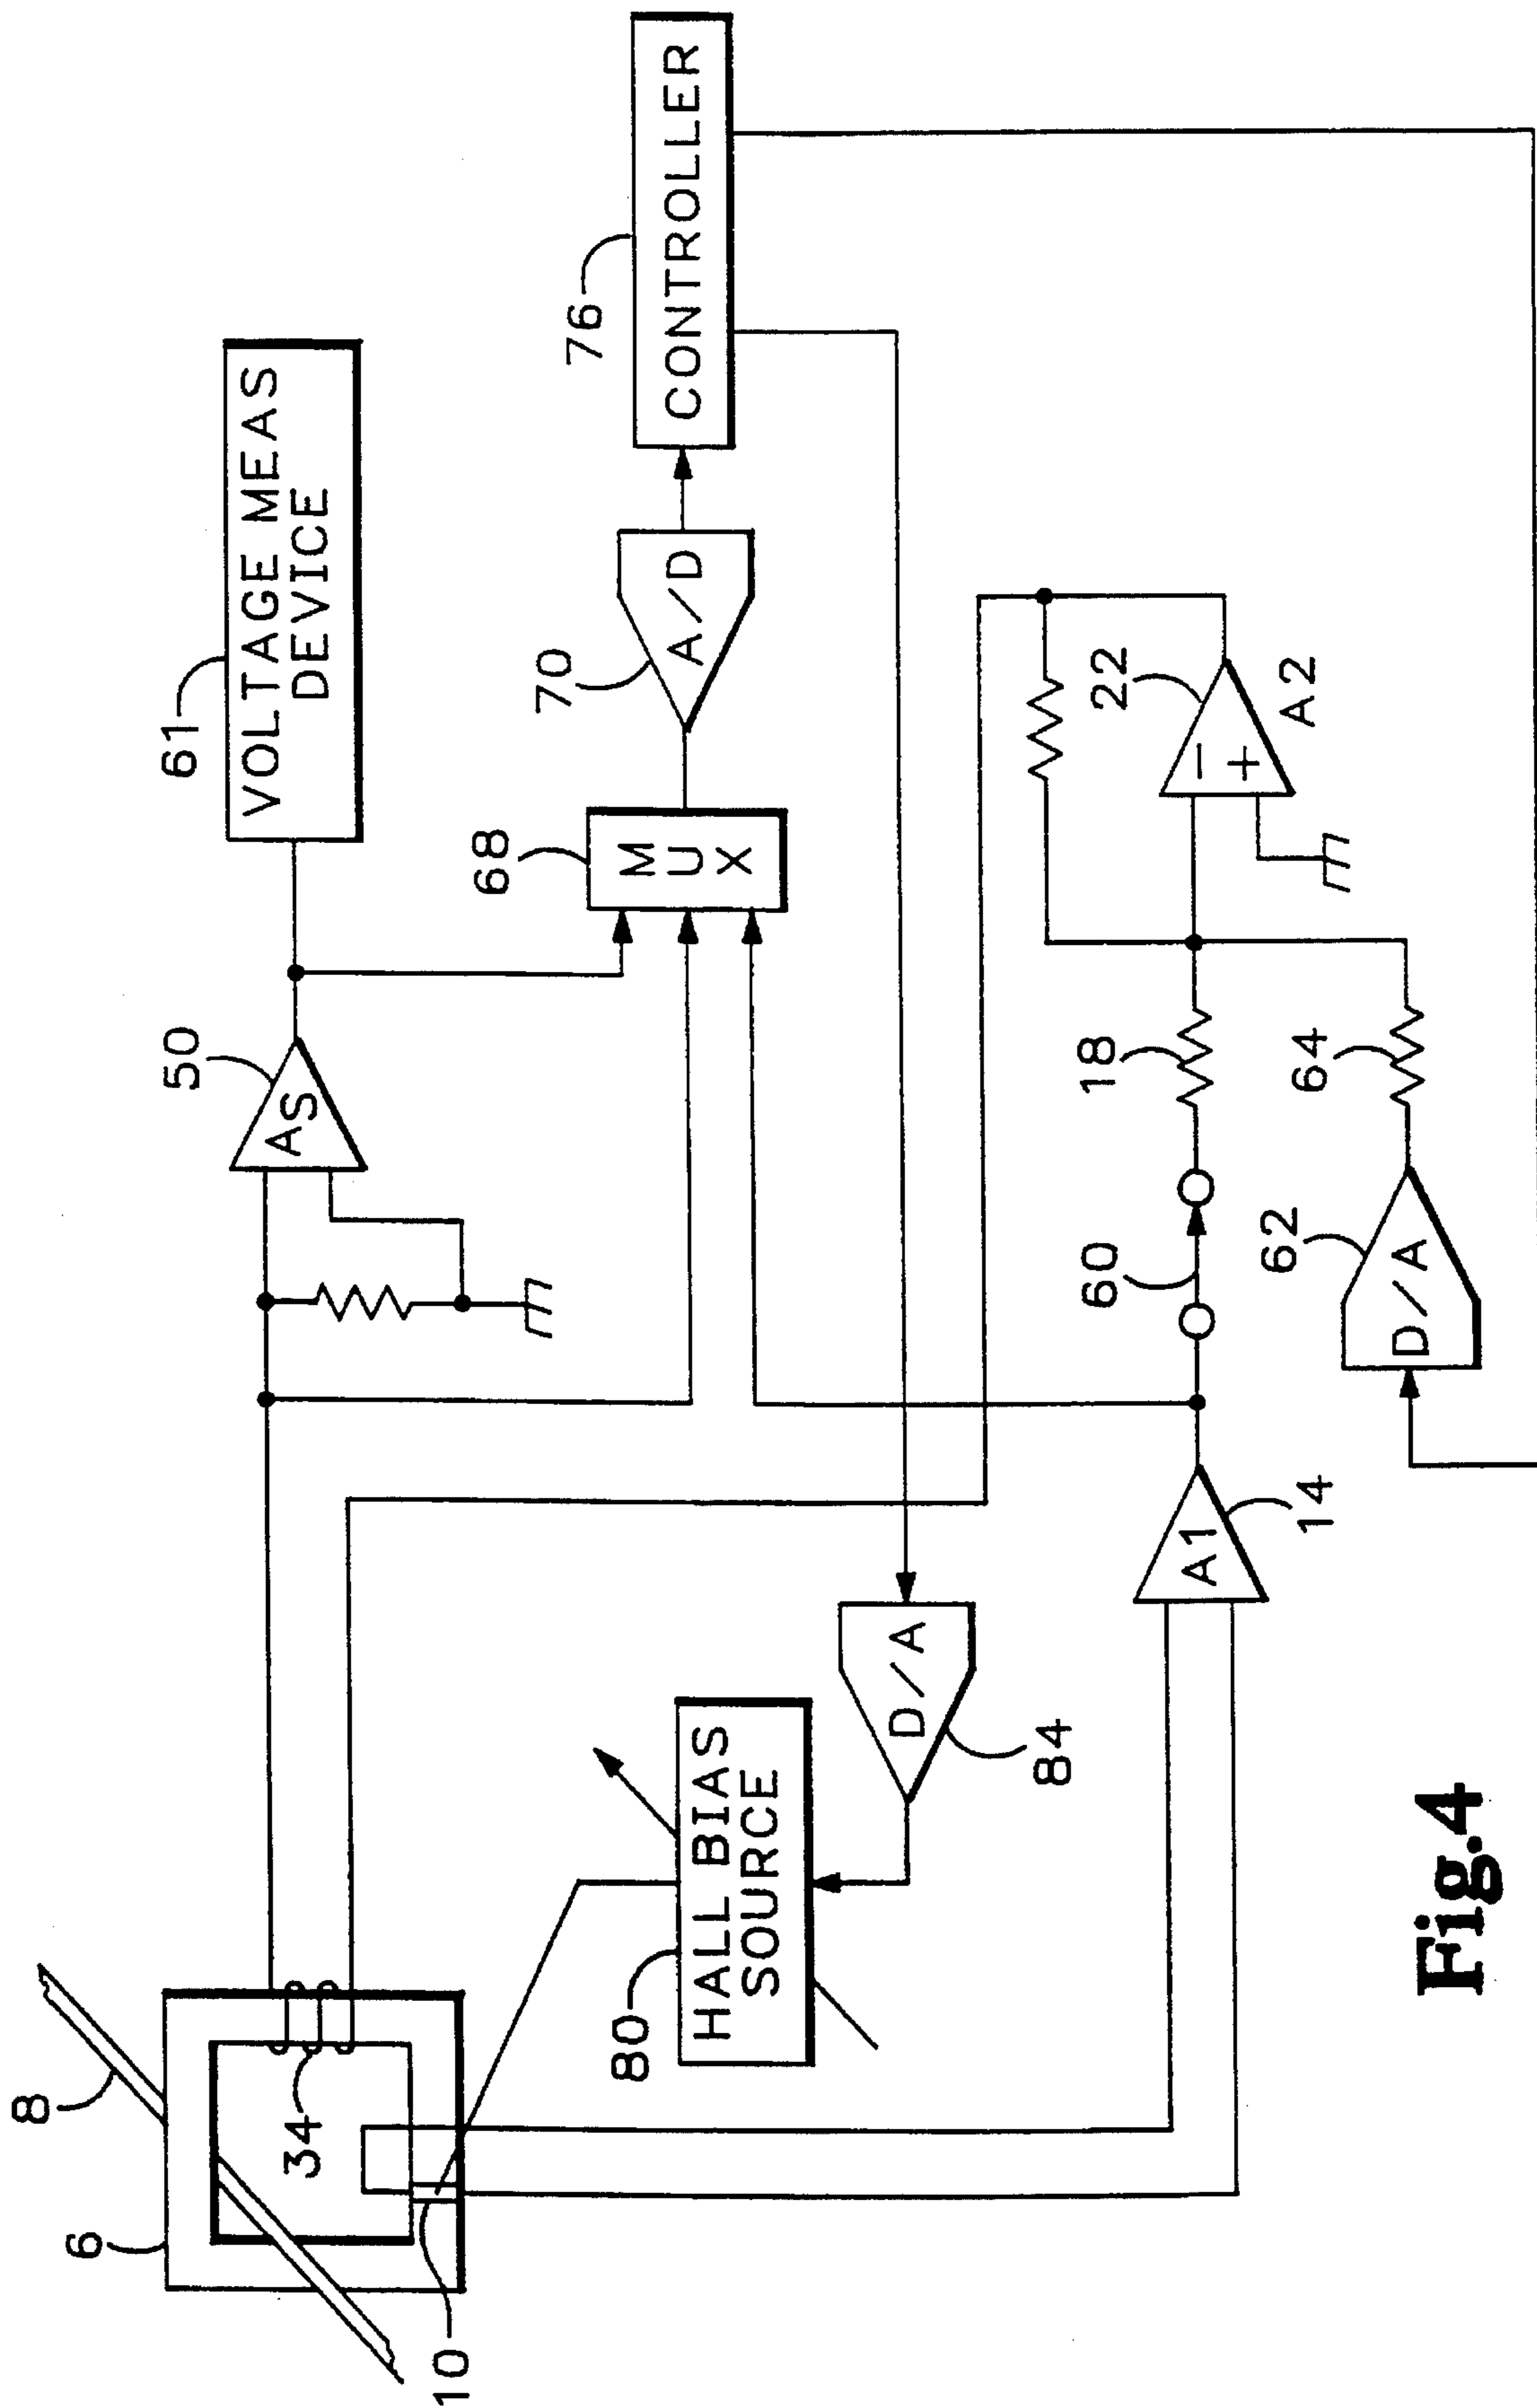 8
6
34
10
61
VOLTAGE MEAS
DEVICE
50
AS
68
M
U
X
70
A/D
76
CONTROLLER
80
HALL BIAS
SOURCE
D/A
84
A1
14
60
18
22
−
+
A2
62
D/A
64
Fig.4